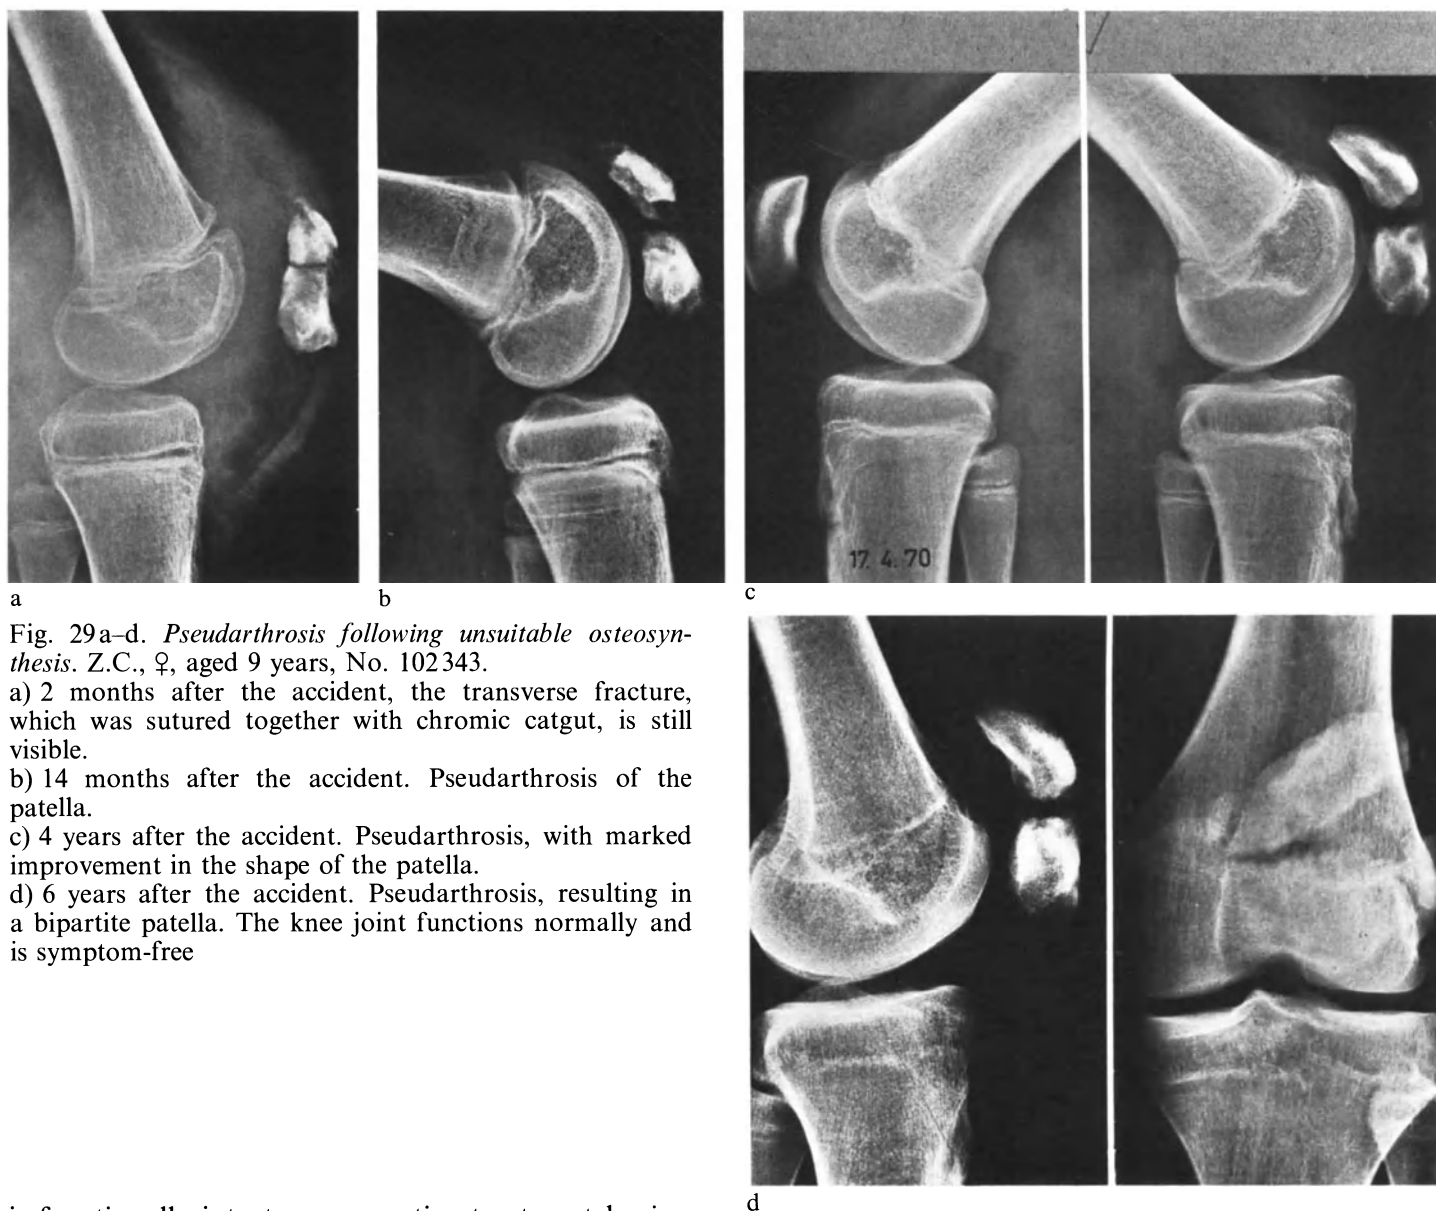 17. 4. 70
a
b
c
Fig. 29 a–d. Pseudarthrosis following unsuitable osteosyn-
thesis. Z.C., ♀, aged 9 years, No. 102 343.
a) 2 months after the accident, the transverse fracture,
which was sutured together with chromic catgut, is still
visible.
b) 14 months after the accident. Pseudarthrosis of the
patella.
c) 4 years after the accident. Pseudarthrosis, with marked
improvement in the shape of the patella.
d) 6 years after the accident. Pseudarthrosis, resulting in
a bipartite patella. The knee joint functions normally and
is symptom-free
d